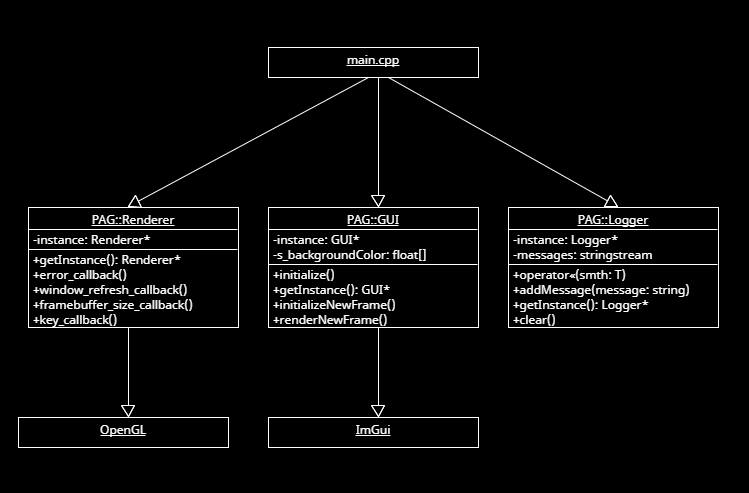 main.cpp
PAG::Renderer
-instance: Renderer*
+getInstance(): Renderer*
+error_callback()
+window_refresh_callback()
+framebuffer_size_callback()
+key_callback()
PAG::GUI
-instance: GUI*
-s_backgroundColor: float[]
+initialize()
+getInstance(): GUI*
+initializeNewFrame()
+renderNewFrame()
PAG::Logger
-instance: Logger*
-messages: stringstream
+operator«(smth: T)
+addMessage(message: string)
+getInstance(): Logger*
+clear()
OpenGL
ImGui